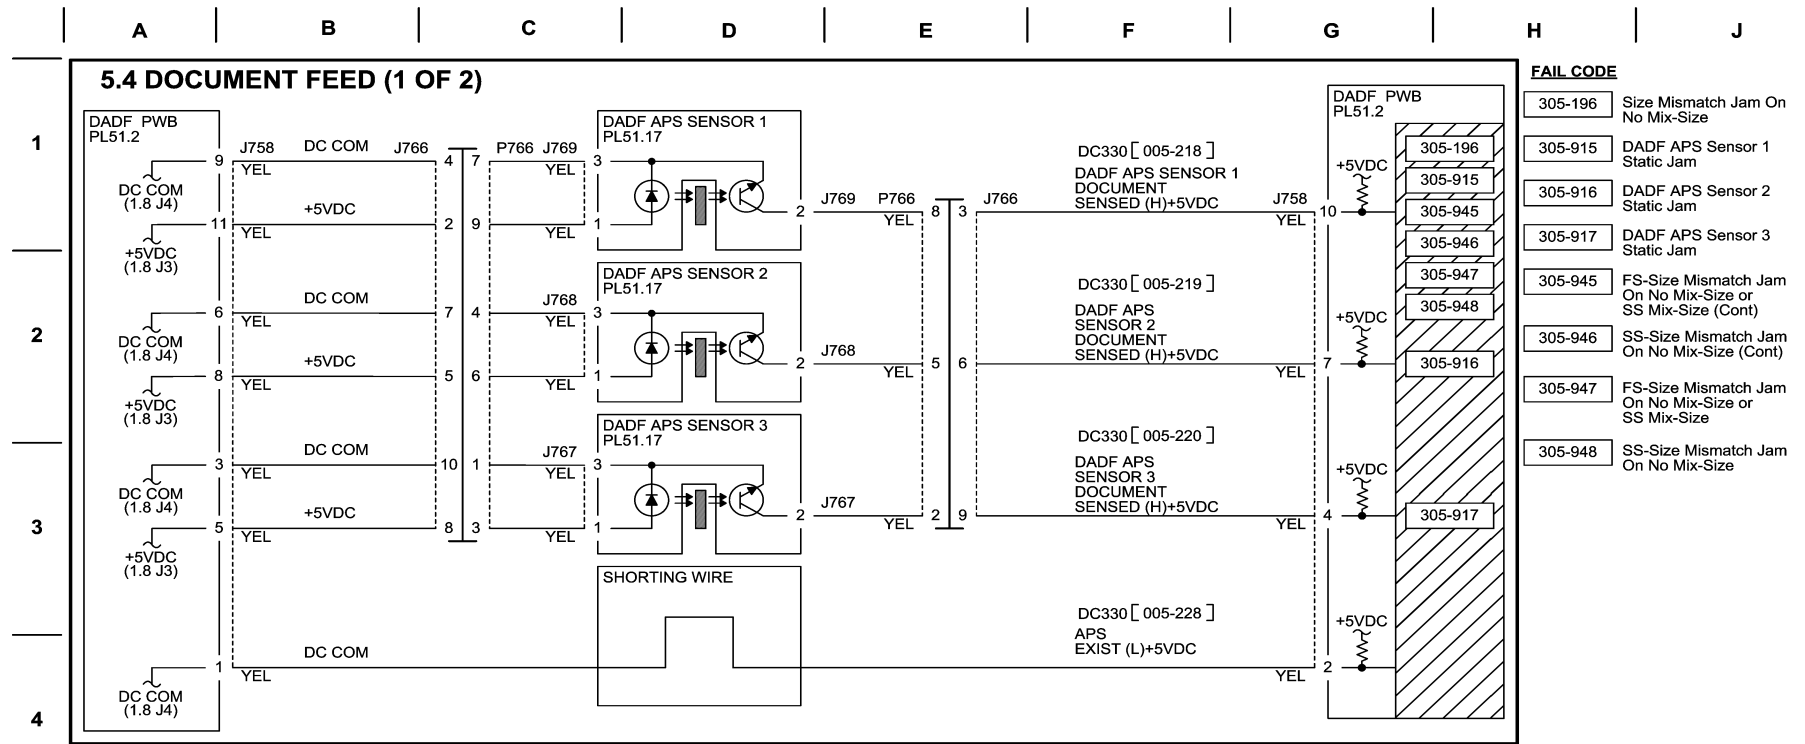 A B C D E F G H J
1
2
3
4
5.4 DOCUMENT FEED (1 OF 2)
DADF PWB
PL51.2
9 J758 DC COM J766 4 7 P766 J769 3
YEL YEL
DC COM
(1.8 J4)
11 +5VDC 2 9 1
YEL YEL
+5VDC
(1.8 J3)
6 DC COM 7 4 J768 3
YEL YEL
DC COM
(1.8 J4)
8 +5VDC 5 6 1
YEL YEL
+5VDC
(1.8 J3)
3 DC COM 10 1 J767 3
YEL YEL
DC COM
(1.8 J4)
5 +5VDC 8 3 1
YEL YEL
+5VDC
(1.8 J3)
1 DC COM
YEL
DC COM
(1.8 J4)
DADF APS SENSOR 1
PL51.17
2 J769 P766 8 3 J766
YEL
DADF APS SENSOR 2
PL51.17
2 J768 5 6
YEL
DADF APS SENSOR 3
PL51.17
2 J767 2 9
YEL
SHORTING WIRE
DC330 [ 005-218 ]
DADF APS SENSOR 1
DOCUMENT
SENSED (H)+5VDC
J758 10
YEL
DC330 [ 005-219 ]
DADF APS
SENSOR 2
DOCUMENT
SENSED (H)+5VDC
7
YEL
DC330 [ 005-220 ]
DADF APS
SENSOR 3
DOCUMENT
SENSED (H)+5VDC
4
YEL
DC330 [ 005-228 ]
APS
EXIST (L)+5VDC
2
YEL
DADF PWB
PL51.2
+5VDC
+5VDC
+5VDC
+5VDC
305-196
305-915
305-945
305-946
305-947
305-948
305-916
305-917
FAIL CODE
305-196 Size Mismatch Jam On
No Mix-Size
305-915 DADF APS Sensor 1
Static Jam
305-916 DADF APS Sensor 2
Static Jam
305-917 DADF APS Sensor 3
Static Jam
305-945 FS-Size Mismatch Jam
On No Mix-Size or
SS Mix-Size (Cont)
305-946 SS-Size Mismatch Jam
On No Mix-Size (Cont)
305-947 FS-Size Mismatch Jam
On No Mix-Size or
SS Mix-Size
305-948 SS-Size Mismatch Jam
On No Mix-Size